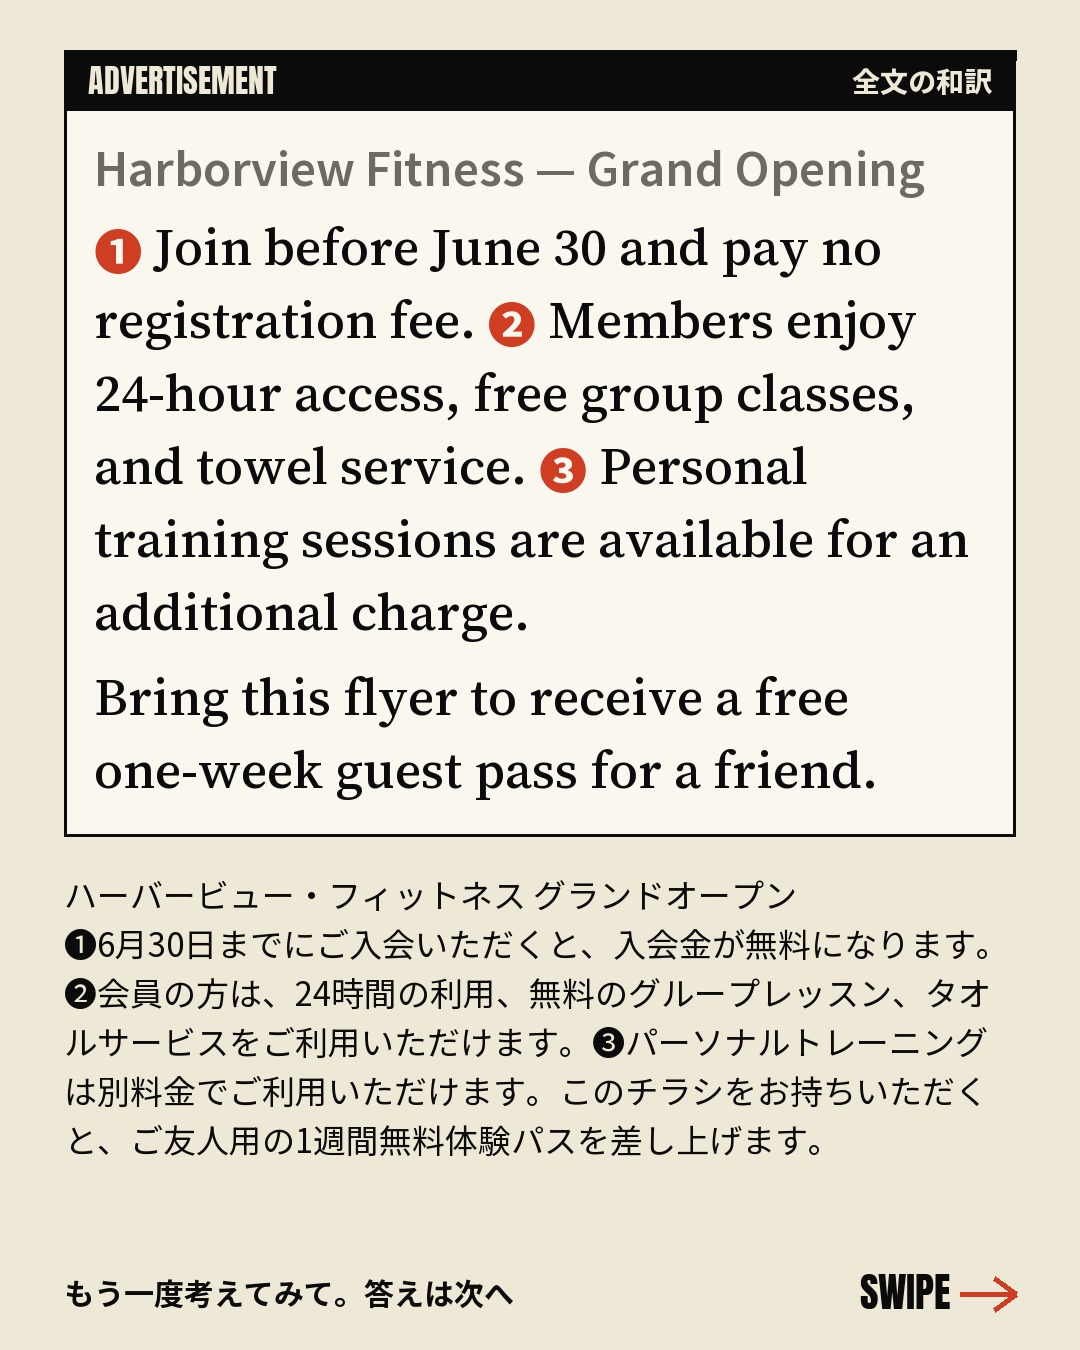 ADVERTISEMENT
全文の和訳
Harborview Fitness — Grand Opening
❶ Join before June 30 and pay no
registration fee. ❷ Members enjoy
24-hour access, free group classes,
and towel service. ❸ Personal
training sessions are available for an
additional charge.
Bring this flyer to receive a free
one-week guest pass for a friend.
ハーバービュー・フィットネス グランドオープン
❶6月30日までにご入会いただくと、入会金が無料になります。
❷会員の方は、24時間の利用、無料のグループレッスン、タオ
ルサービスをご利用いただけます。❸パーソナルトレーニング
は別料金でご利用いただけます。このチラシをお持ちいただく
と、ご友人用の1週間無料体験パスを差し上げます。
もう一度考えてみて。答えは次へ
SWIPE